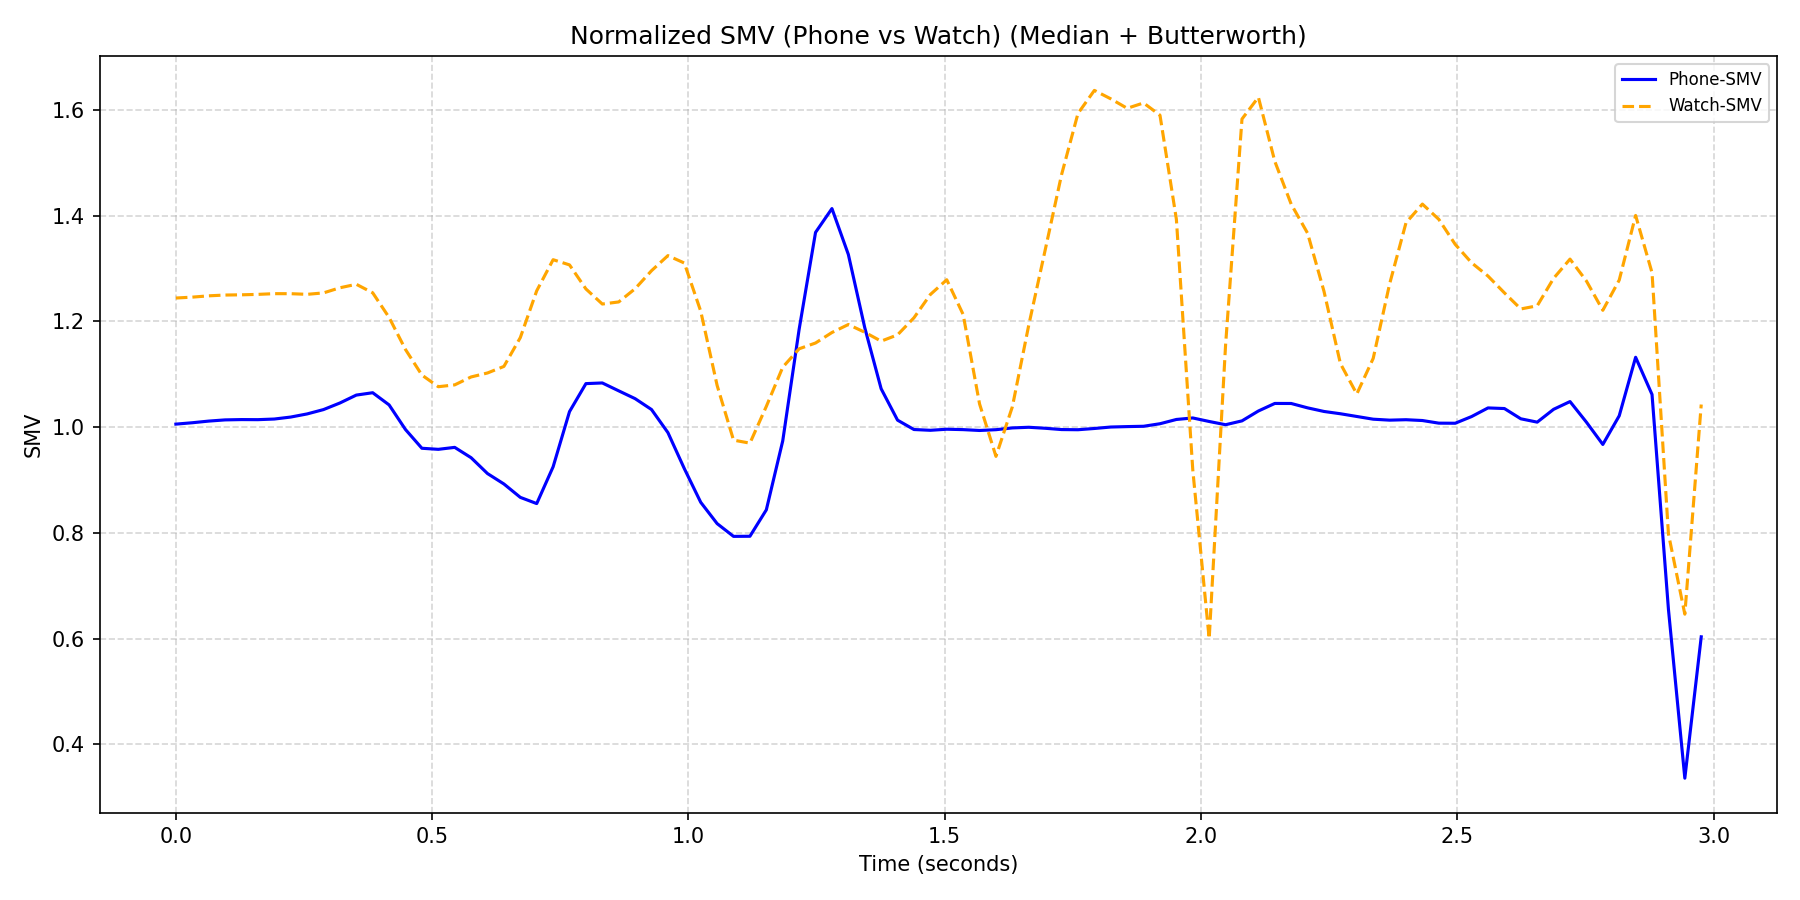 Normalized SMV (Phone vs Watch) (Median + Butterworth)
Phone-SMV
Watch-SMV
SMV
1.6
1.4
1.2
1.0
0.8
0.6
0.4
0.0 0.5 1.0 1.5 2.0 2.5 3.0
Time (seconds)